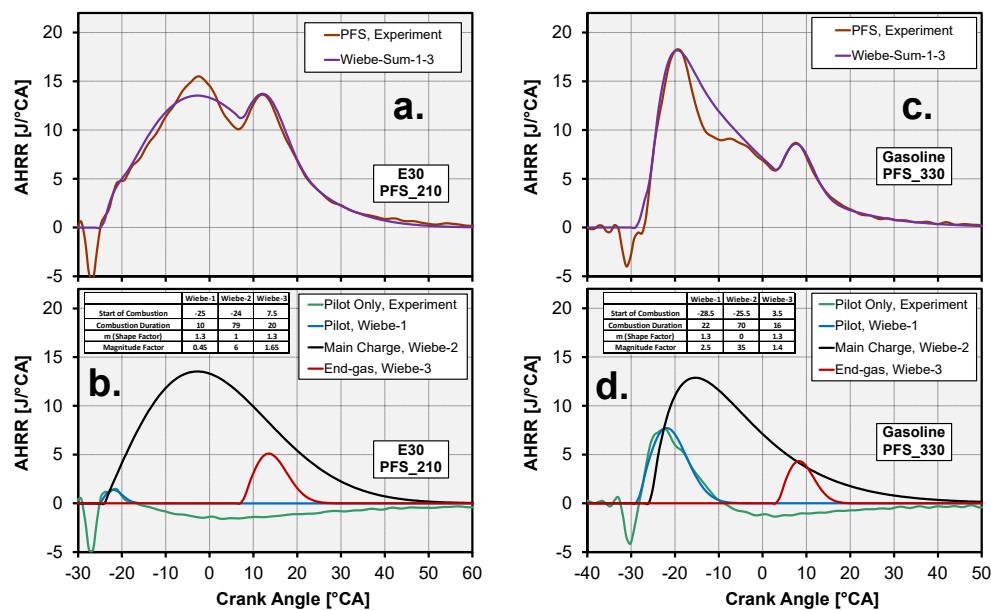 20
15
10
5
0
-5
AHRR [J/°CA]
PFS, Experiment
Wiebe-Sum-1-3
a.
E30
PFS_210
20
15
10
5
0
-5
AHRR [J/°CA]
PFS, Experiment
Wiebe-Sum-1-3
c.
Gasoline
PFS_330
20
15
10
5
0
-5
AHRR [J/°CA]
Wiebe-1 Wiebe-2 Wiebe-3
Start of Combustion -25 -24 7.5
Combustion Duration 10 79 20
m (Shape Factor) 1.3 1 1.3
Magnitude Factor 0.45 6 1.65
Pilot Only, Experiment
Pilot, Wiebe-1
Main Charge, Wiebe-2
End-gas, Wiebe-3
b.
E30
PFS_210
-30 -20 -10 0 10 20 30 40 50 60
Crank Angle [°CA]
20
15
10
5
0
-5
AHRR [J/°CA]
Wiebe-1 Wiebe-2 Wiebe-3
Start of Combustion -28.5 -25.5 3.5
Combustion Duration 22 70 16
m (Shape Factor) 1.3 0 1.3
Magnitude Factor 2.5 35 1.4
Pilot Only, Experiment
Pilot, Wiebe-1
Main Charge, Wiebe-2
End-gas, Wiebe-3
d.
Gasoline
PFS_330
-40 -30 -20 -10 0 10 20 30 40 50
Crank Angle [°CA]